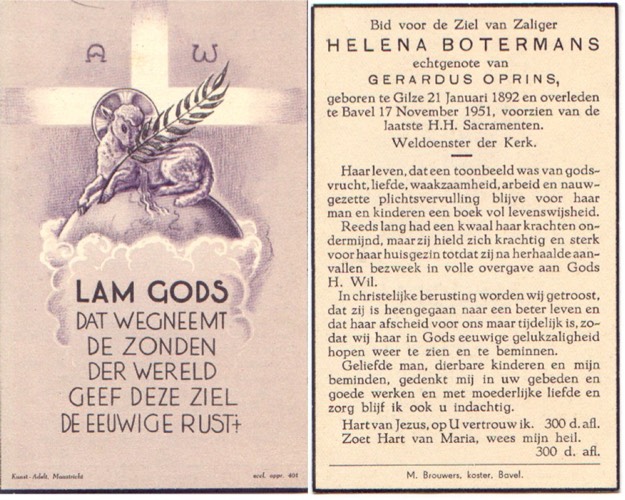 A ω
LAM GODS
DAT WEGNEEMT
DE ZONDEN
DER WERELD
GEEF DEZE ZIEL
DE EEUWIGE RUST+
Kunst-Adelt, Maastricht
eccl. appr. 401
Bid voor de Ziel van Zaliger
HELENA BOTERMANS
echtgenote van
GERARDUS OPRINS,
geboren te Gilze 21 Januari 1892 en overleden
te Bavel 17 November 1951, voorzien van de
laatste H.H. Sacramenten.
Weldoenster der Kerk.
Haar leven, dat een toonbeeld was van gods-
vrucht, liefde, waakzaamheid, arbeid en nauw-
gezette plichtsvervulling blijve voor haar
man en kinderen een boek vol levenswijsheid.
Reeds lang had een kwaal haar krachten on-
dermijnd, maar zij hield zich krachtig en sterk
voor haar huisgezin totdat zij na herhaalde aan-
vallen bezweek in volle overgave aan Gods
H. Wil.
In christelijke berusting worden wij getroost,
dat zij is heengegaan naar een beter leven en
dat haar afscheid voor ons maar tijdelijk is, zo-
dat wij haar in Gods eeuwige gelukzaligheid
hopen weer te zien en te beminnen.
Geliefde man, dierbare kinderen en mijn
beminden, gedenkt mij in uw gebeden en
goede werken en met moederlijke liefde en
zorg blijf ik ook u indachtig.
Hart van Jezus, op U vertrouw ik. 300 d. afl.
Zoet Hart van Maria, wees mijn heil.
300 d. afl.
M. Brouwers, koster, Bavel.